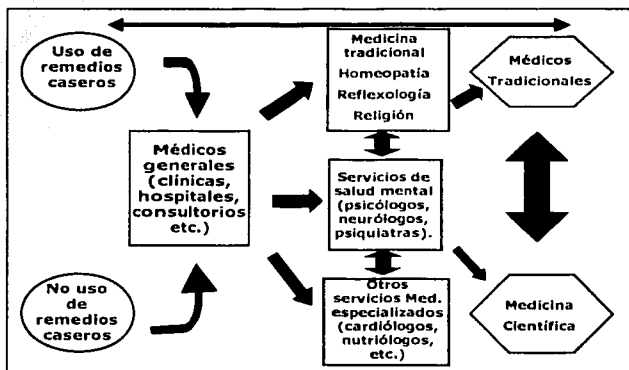 Uso de
remedios
caseros
Médicos
generales
(clínicas,
hospitales,
consultorios
etc.)
No uso
de
remedios
caseros
Medicina
tradicional
Homeopatía
Reflexología
Religión
Servicios de
salud mental
(psicólogos,
neurólogos,
psiquiatras).
Otros
servicios Med.
especializados
(cardiólogos,
nutriólogos,
etc.)
Médicos
Tradicionales
Medicina
Científica